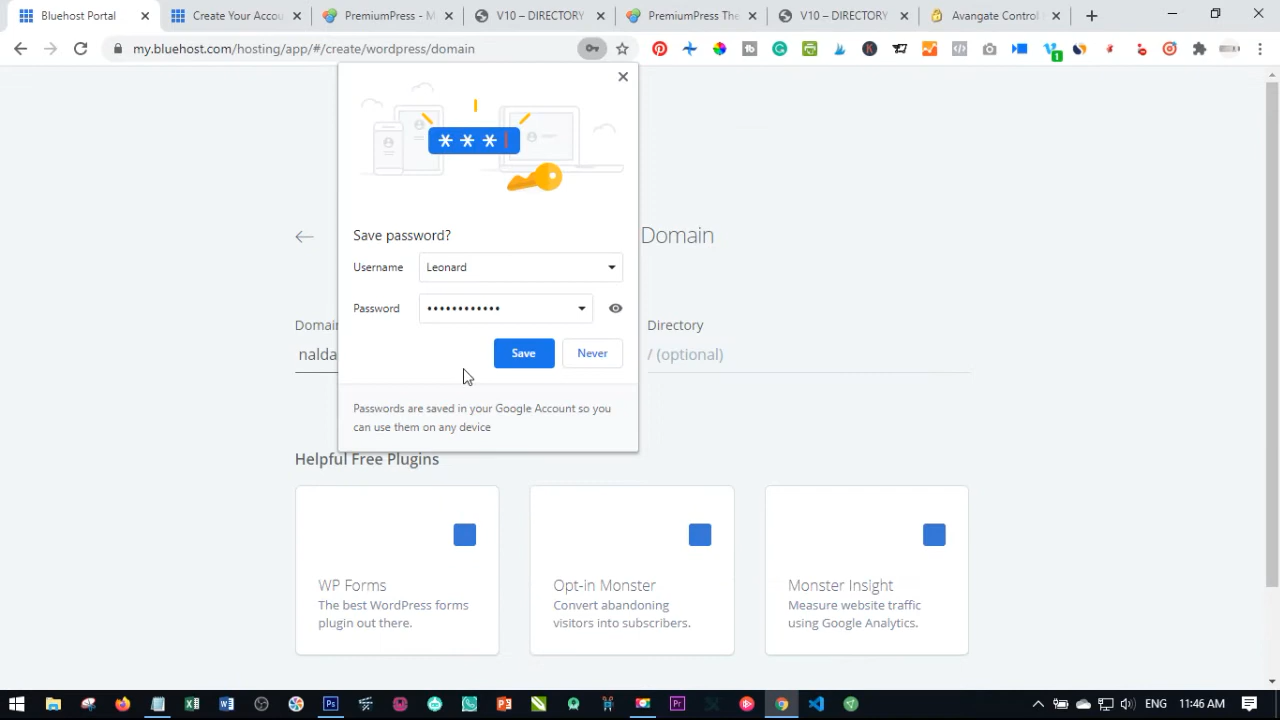 Bluehost Portal
Create Your Accou
PremiumPress - M
V10 – DIRECTORY
PremiumPress The
V10 – DIRECTORY
Avangate Control
my.bluehost.com/hosting/app/#/create/wordpress/domain
1
* * *
Save password?
Domain
Username Leonard
Password ••••••••••••
Domain Directory
nalda / (optional)
Save Never
Passwords are saved in your Google Account so you
can use them on any device
Helpful Free Plugins
WP Forms
The best WordPress forms
plugin out there.
Opt-in Monster
Convert abandoning
visitors into subscribers.
Monster Insight
Measure website traffic
using Google Analytics.
ENG 11:46 AM